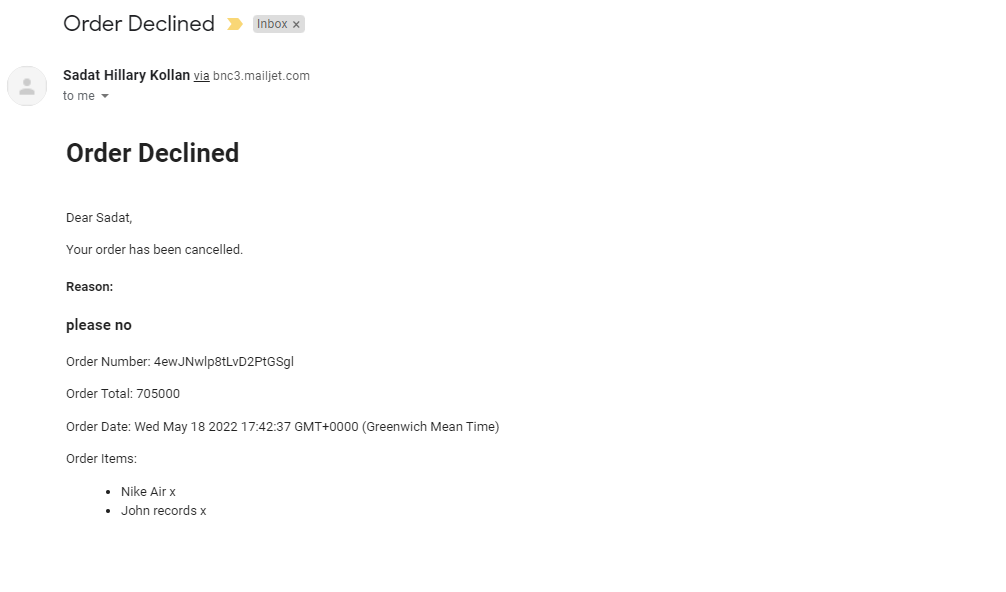 Order Declined
Inbox x
Sadat Hillary Kollan via bnc3.mailjet.com
to me
Order Declined
Dear Sadat,
Your order has been cancelled.
Reason:
please no
Order Number: 4ewJNwlp8tLvD2PtGSgl
Order Total: 705000
Order Date: Wed May 18 2022 17:42:37 GMT+0000 (Greenwich Mean Time)
Order Items:
• Nike Air x
• John records x